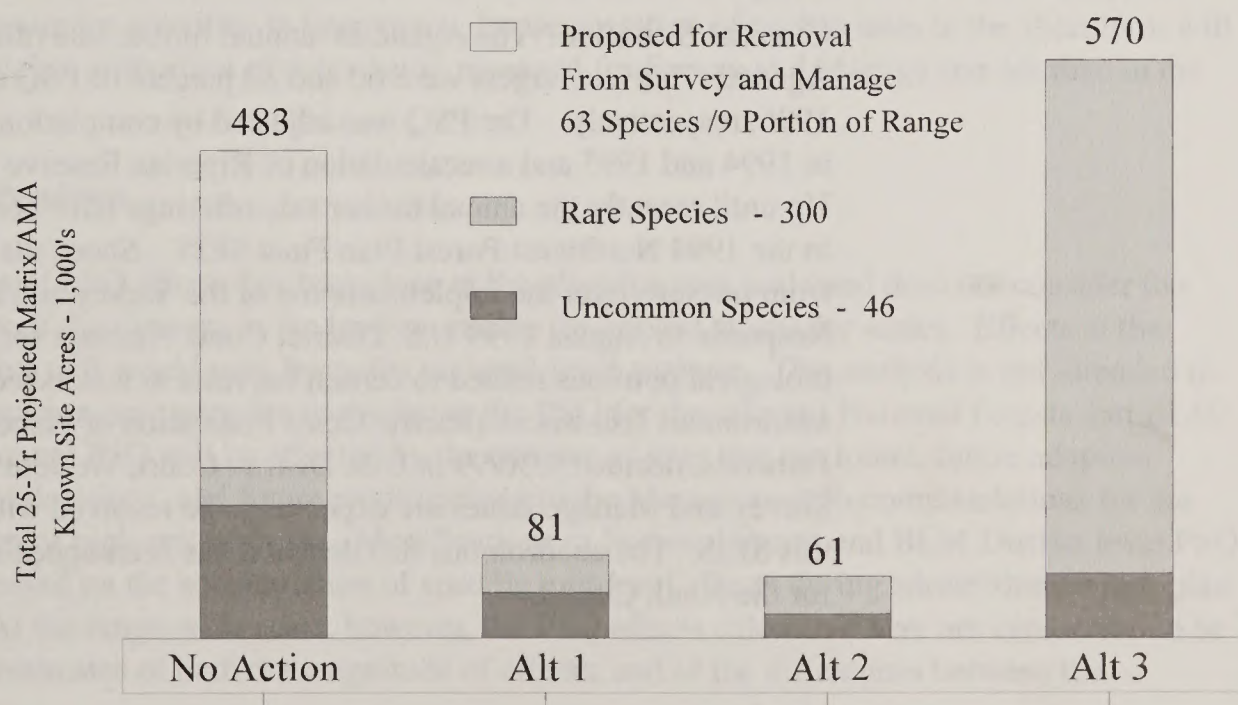 Proposed for Removal
From Survey and Manage
63 Species /9 Portion of Range
Rare Species - 300
Uncommon Species - 46
Total 25-Yr Projected Matrix/AMA
Known Site Acres - 1,000's
483
81
61
570
No Action
Alt 1
Alt 2
Alt 3